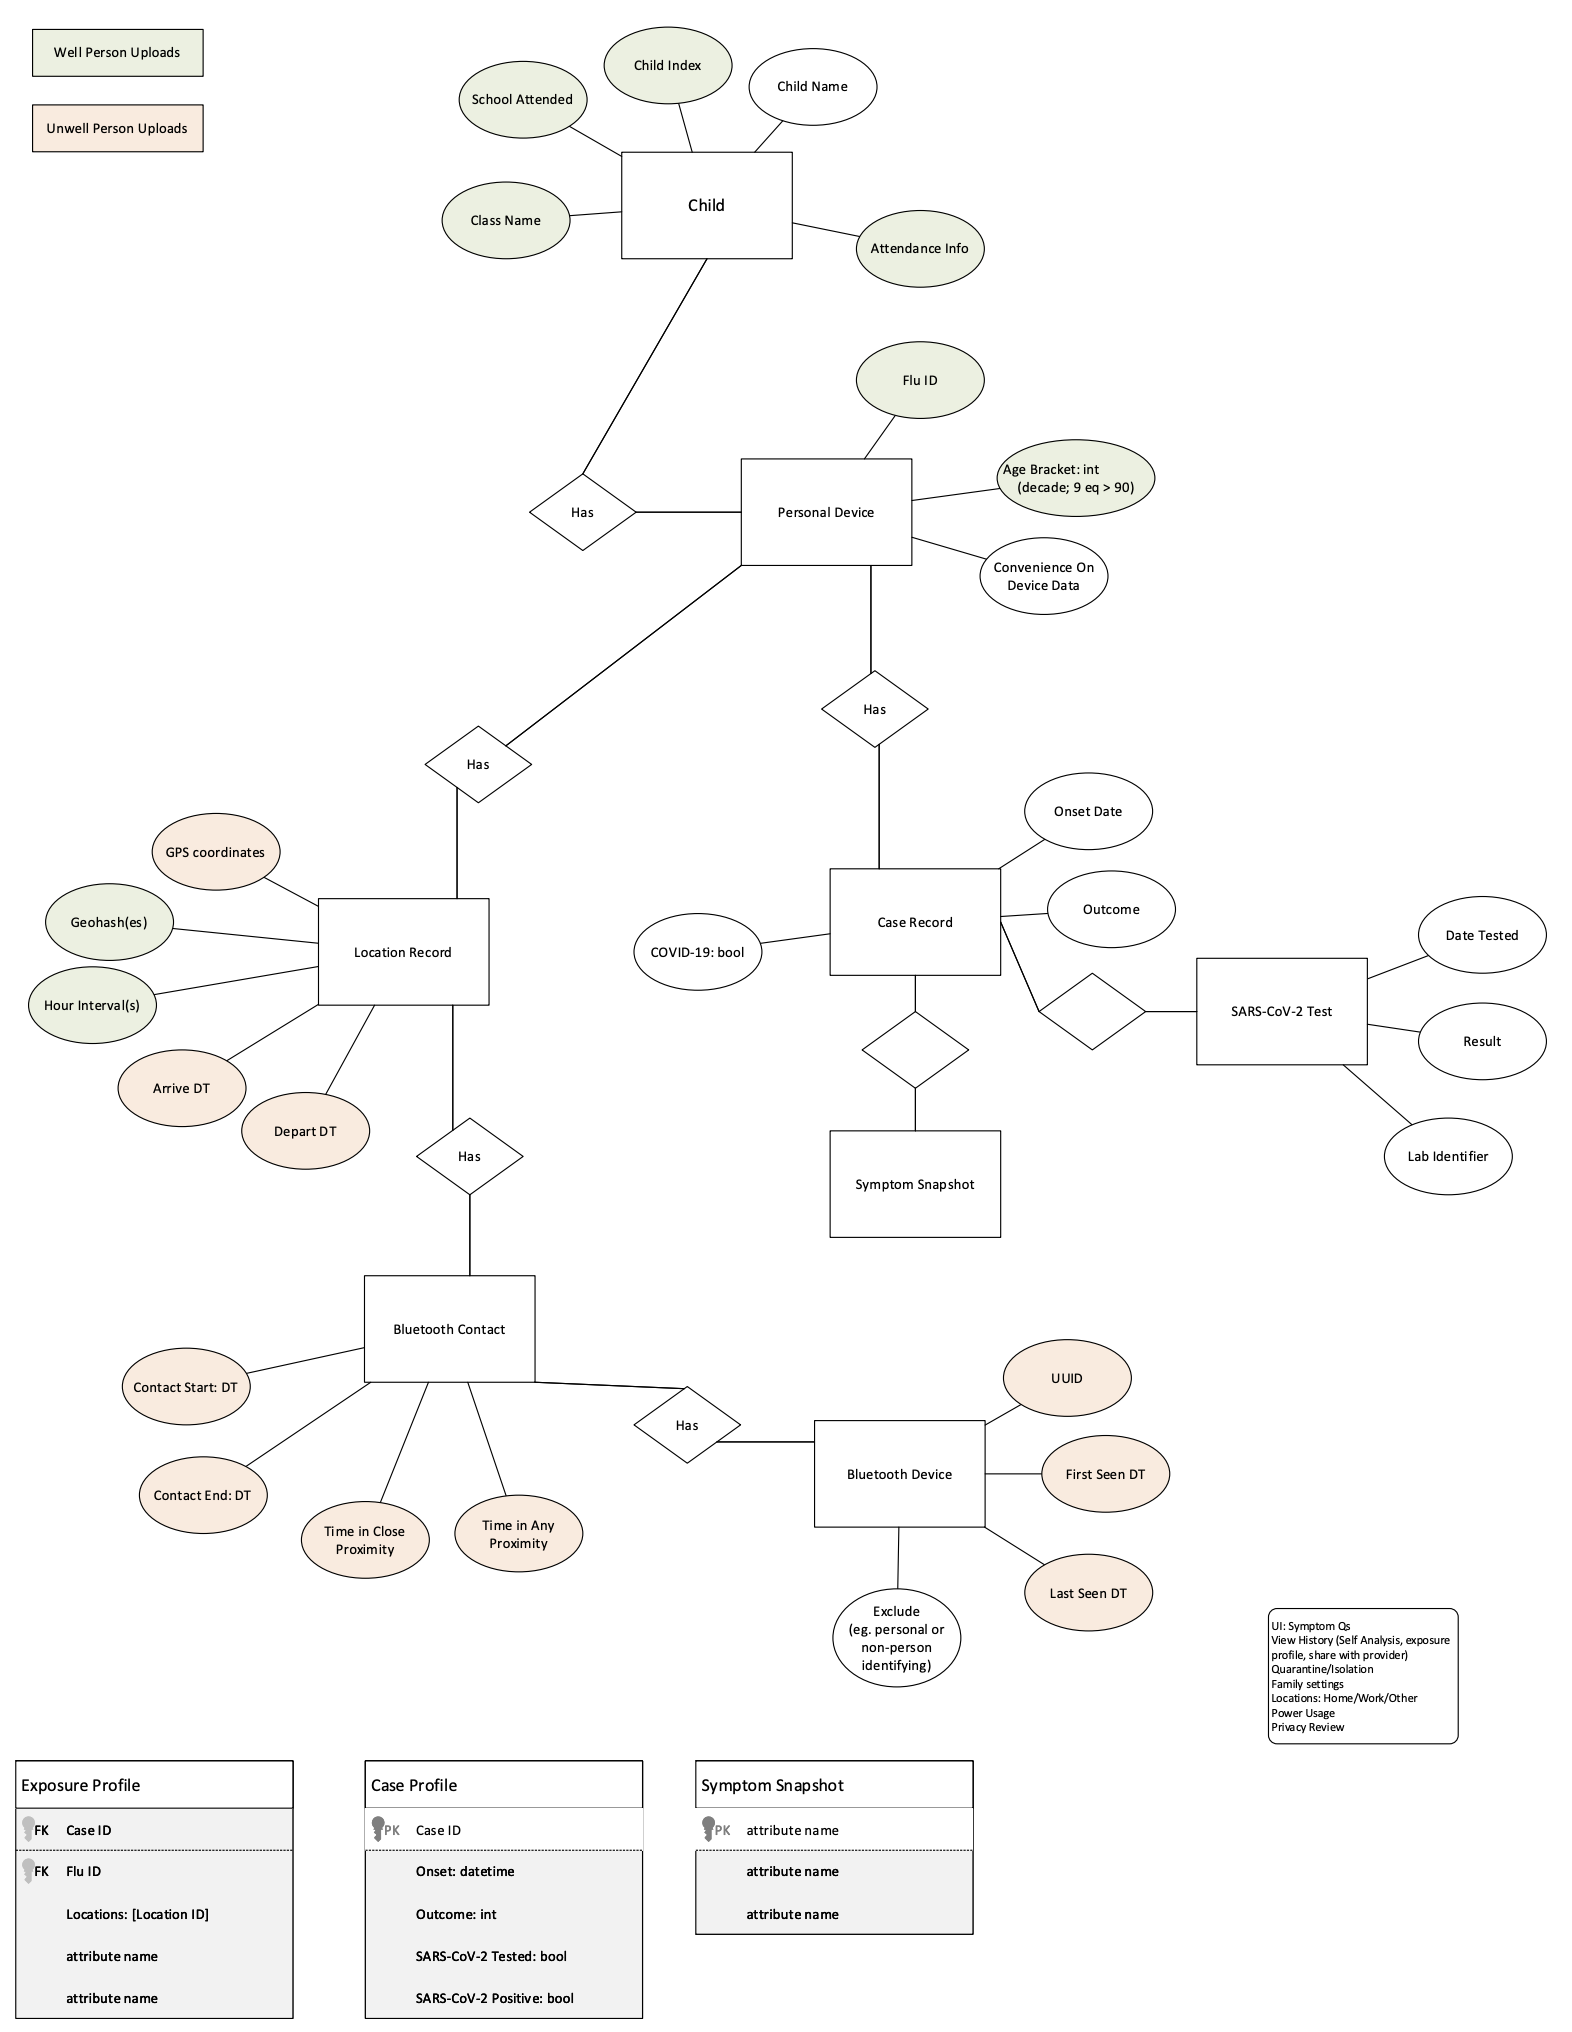 Well Person Uploads
Unwell Person Uploads
Child Index
Child Name
School Attended
Child
Class Name
Attendance Info
Flu ID
Age Bracket: int
(decade; 9 eq > 90)
Has
Personal Device
Convenience On
Device Data
Has
Has
Onset Date
GPS coordinates
Geohash(es)
Location Record
Hour Interval(s)
Arrive DT
Depart DT
Has
COVID-19: bool
Case Record
Outcome
Date Tested
SARS-CoV-2 Test
Result
Lab Identifier
Symptom Snapshot
Bluetooth Contact
Contact Start: DT
Contact End: DT
Time in Close
Proximity
Time in Any
Proximity
Has
UUID
Bluetooth Device
First Seen DT
Last Seen DT
Exclude
(eg. personal or
non-person
identifying)
UI: Symptom Qs
View History (Self Analysis, exposure
profile, share with provider)
Quarantine/Isolation
Family settings
Locations: Home/Work/Other
Power Usage
Privacy Review
Exposure Profile
FK Case ID
FK Flu ID
Locations: [Location ID]
attribute name
attribute name
Case Profile
PK Case ID
Onset: datetime
Outcome: int
SARS-CoV-2 Tested: bool
SARS-CoV-2 Positive: bool
Symptom Snapshot
PK attribute name
attribute name
attribute name